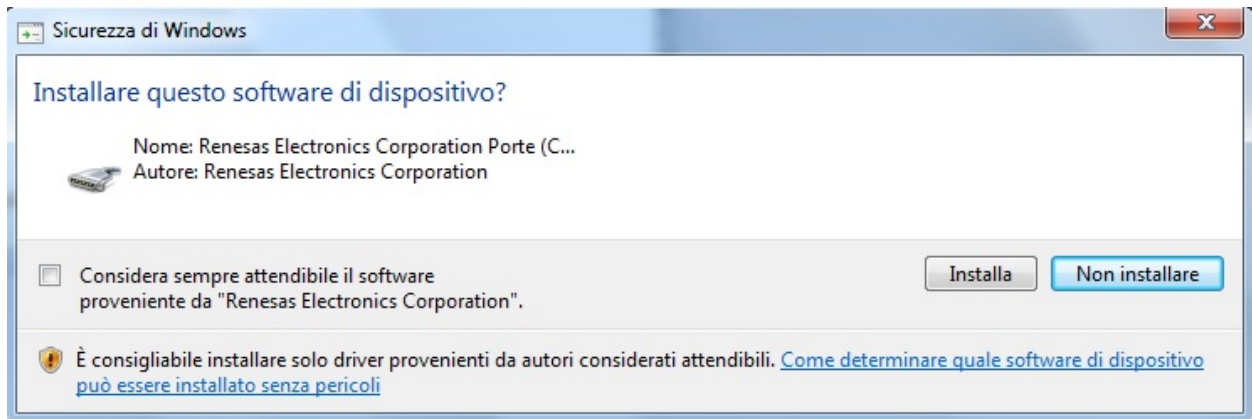 Sicurezza di Windows
Installare questo software di dispositivo?
Nome: Renesas Electronics Corporation Porte (C...
Autore: Renesas Electronics Corporation
Considera sempre attendibile il software
proveniente da "Renesas Electronics Corporation".
Installa
Non installare
È consigliabile installare solo driver provenienti da autori considerati attendibili. Come determinare quale software di dispositivo
può essere installato senza pericoli